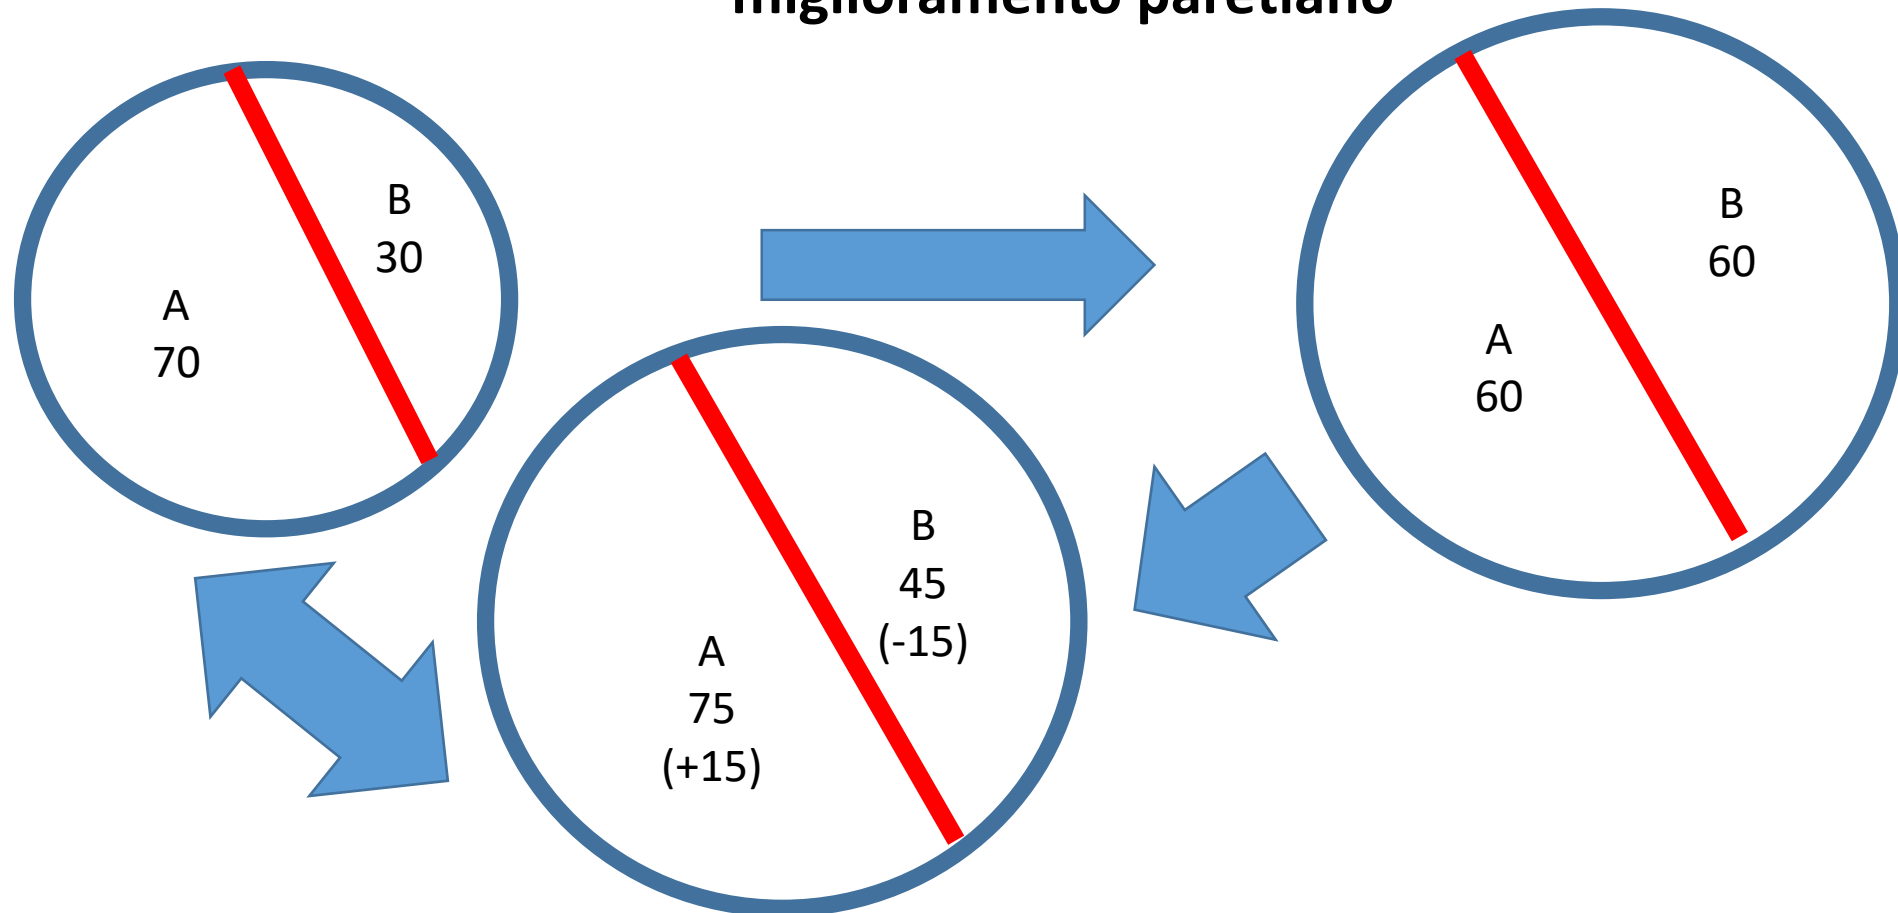 miglioramento paretiano
B
30
A
70
B
60
A
60
B
45
(-15)
A
75
(+15)